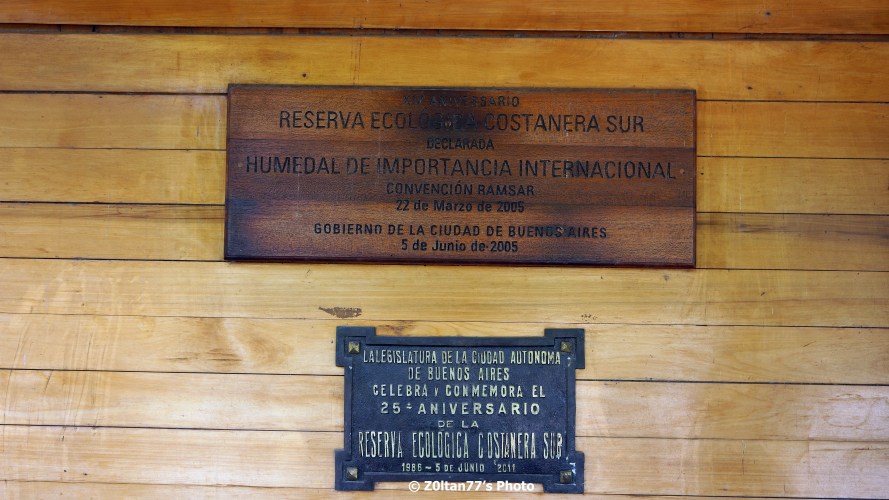 ANIVERSARIO
RESERVA ECOLOGICA COSTANERA SUR
DECLARADA
HUMEDAL DE IMPORTANCIA INTERNACIONAL
CONVENCIÓN RAMSAR
22 de Marzo de 2005
GOBIERNO DE LA CIUDAD DE BUENOS AIRES
5 de Junio de 2005
LA LEGISLATURA DE LA CIUDAD AUTONOMA
DE BUENOS AIRES
CELEBRA Y CONMEMORA EL
25º ANIVERSARIO
DE LA
RESERVA ECOLOGICA COSTANERA SUR
1986 - 5 DE JUNIO 2011
© Z0ltan77's Photo